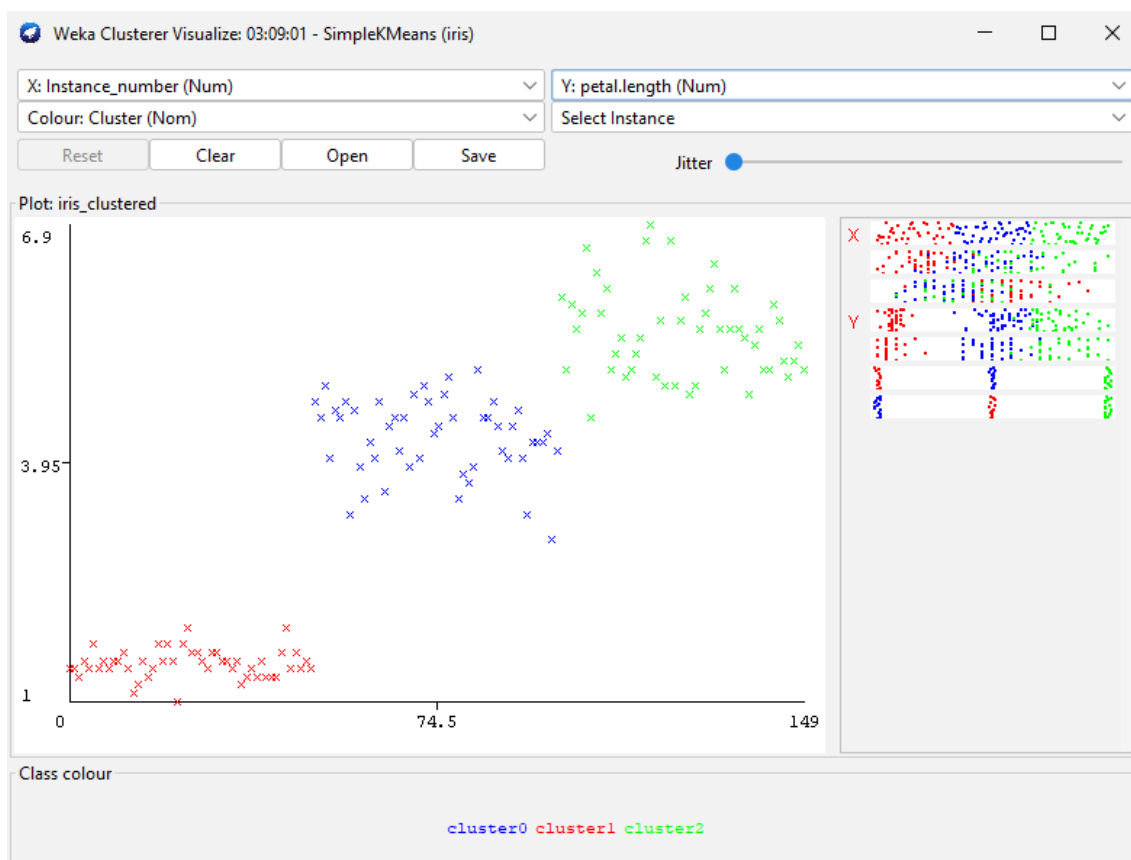 Weka Clusterer Visualize: 03:09:01 - SimpleKMeans (iris)
X: Instance_number (Num) Y: petal.length (Num)
Colour: Cluster (Nom) Select Instance
Reset Clear Open Save Jitter
Plot: iris_clustered
6.9
3.95
1
0 74.5 149
X
Y
Class colour
cluster0 cluster1 cluster2